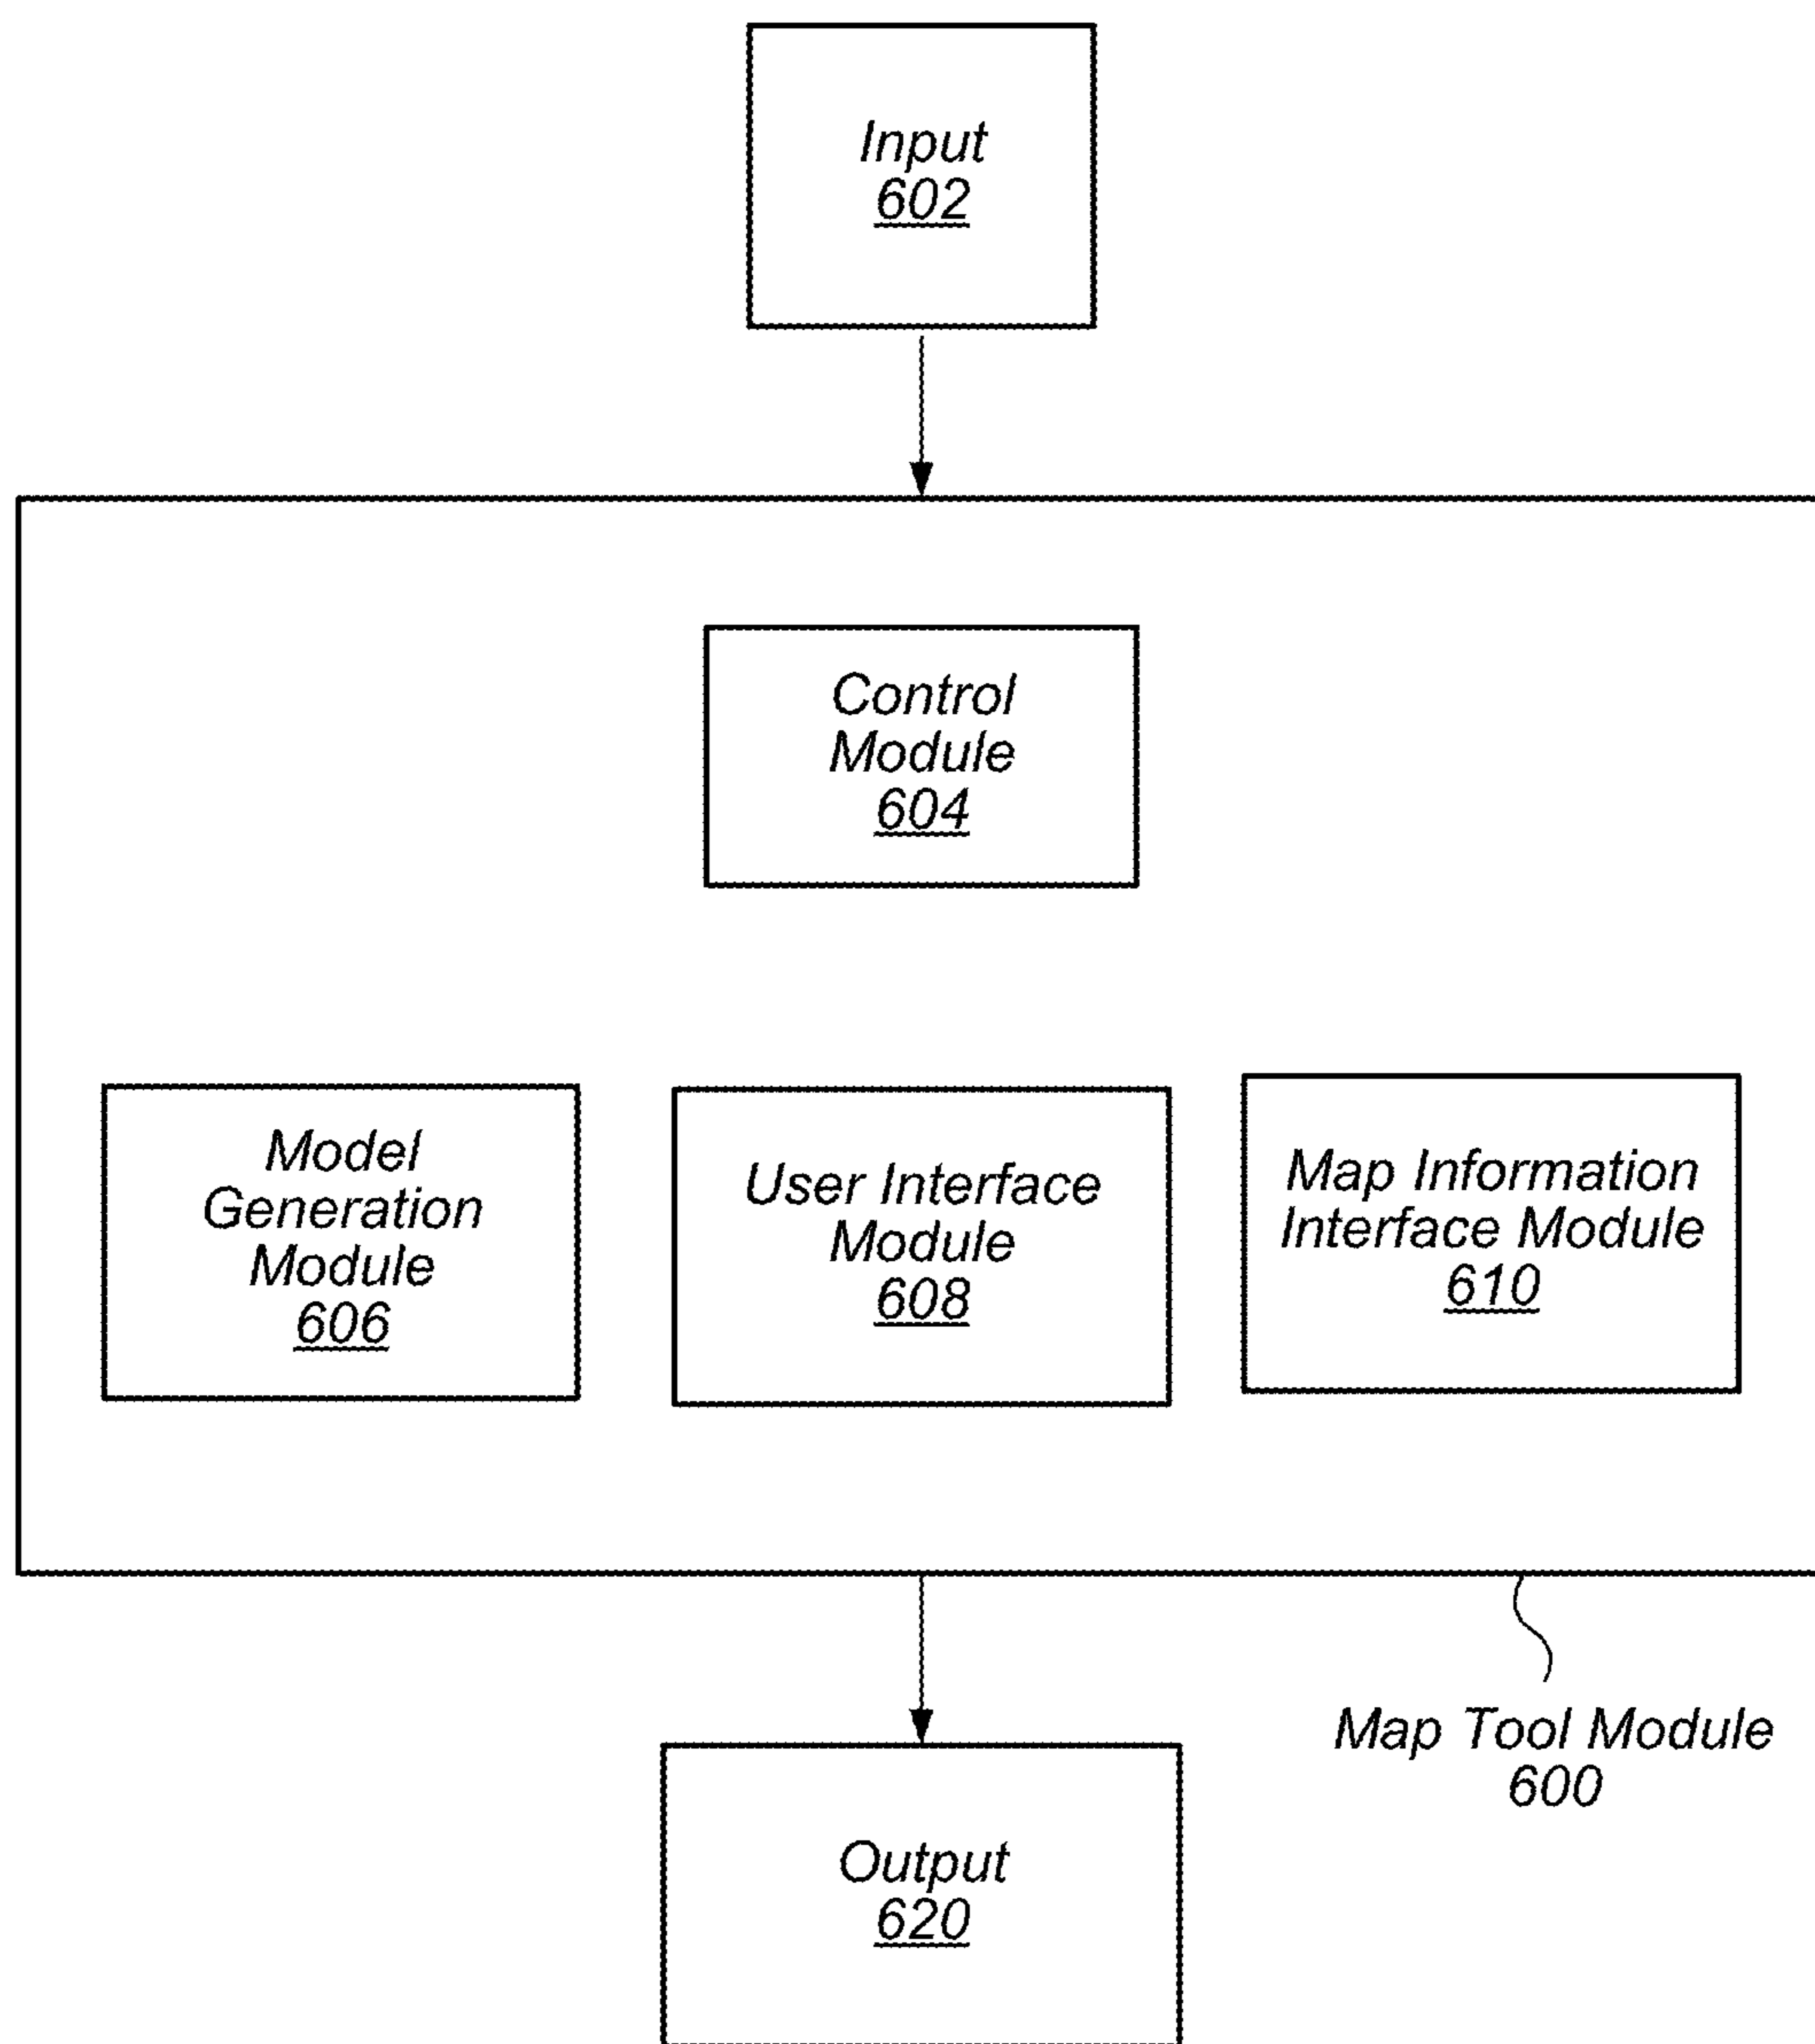 Input
602
Control
Module
604
Model
Generation
Module
606
User Interface
Module
608
Map Information
Interface Module
610
Map Tool Module
600
Output
620